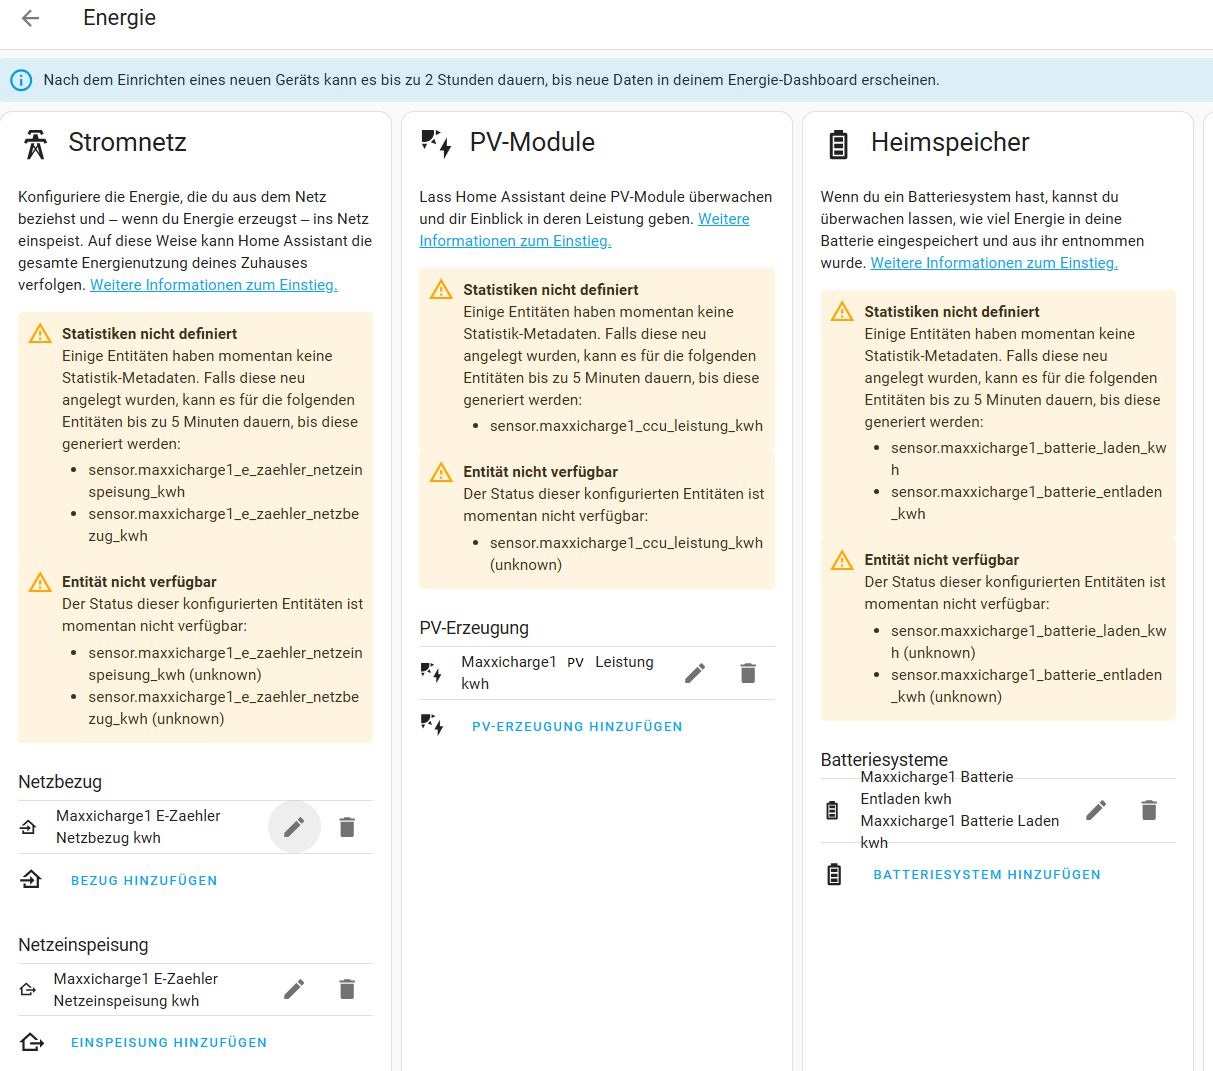 Energie
Nach dem Einrichten eines neuen Geräts kann es bis zu 2 Stunden dauern, bis neue Daten in deinem Energie-Dashboard erscheinen.
Stromnetz
Konfiguriere die Energie, die du aus dem Netz
beziehst und – wenn du Energie erzeugst – ins Netz
einspeist. Auf diese Weise kann Home Assistant die
gesamte Energienutzung deines Zuhauses
verfolgen. Weitere Informationen zum Einstieg.
Statistiken nicht definiert
Einige Entitäten haben momentan keine
Statistik-Metadaten. Falls diese neu
angelegt wurden, kann es für die folgenden
Entitäten bis zu 5 Minuten dauern, bis diese
generiert werden:
• sensor.maxxicharge1_e_zaehler_netzein
speisung_kwh
• sensor.maxxicharge1_e_zaehler_netzbe
zug_kwh
Entität nicht verfügbar
Der Status dieser konfigurierten Entitäten ist
momentan nicht verfügbar:
• sensor.maxxicharge1_e_zaehler_netzein
speisung_kwh (unknown)
• sensor.maxxicharge1_e_zaehler_netzbe
zug_kwh (unknown)
Netzbezug
Maxxicharge1 E-Zaehler
Netzbezug kwh
BEZUG HINZUFÜGEN
Netzeinspeisung
Maxxicharge1 E-Zaehler
Netzeinspeisung kwh
EINSPEISUNG HINZUFÜGEN
PV-Module
Lass Home Assistant deine PV-Module überwachen
und dir Einblick in deren Leistung geben. Weitere
Informationen zum Einstieg.
Statistiken nicht definiert
Einige Entitäten haben momentan keine
Statistik-Metadaten. Falls diese neu
angelegt wurden, kann es für die folgenden
Entitäten bis zu 5 Minuten dauern, bis diese
generiert werden:
• sensor.maxxicharge1_ccu_leistung_kwh
Entität nicht verfügbar
Der Status dieser konfigurierten Entitäten ist
momentan nicht verfügbar:
• sensor.maxxicharge1_ccu_leistung_kwh
(unknown)
PV-Erzeugung
Maxxicharge1 PV Leistung
kwh
PV-ERZEUGUNG HINZUFÜGEN
Heimspeicher
Wenn du ein Batteriesystem hast, kannst du
überwachen lassen, wie viel Energie in deine
Batterie eingespeichert und aus ihr entnommen
wurde. Weitere Informationen zum Einstieg.
Statistiken nicht definiert
Einige Entitäten haben momentan keine
Statistik-Metadaten. Falls diese neu
angelegt wurden, kann es für die folgenden
Entitäten bis zu 5 Minuten dauern, bis diese
generiert werden:
• sensor.maxxicharge1_batterie_laden_kw
h
• sensor.maxxicharge1_batterie_entladen
_kwh
Entität nicht verfügbar
Der Status dieser konfigurierten Entitäten ist
momentan nicht verfügbar:
• sensor.maxxicharge1_batterie_laden_kw
h (unknown)
• sensor.maxxicharge1_batterie_entladen
_kwh (unknown)
Batteriesysteme
Maxxicharge1 Batterie
Entladen kwh
Maxxicharge1 Batterie Laden
kwh
BATTERIESYSTEM HINZUFÜGEN